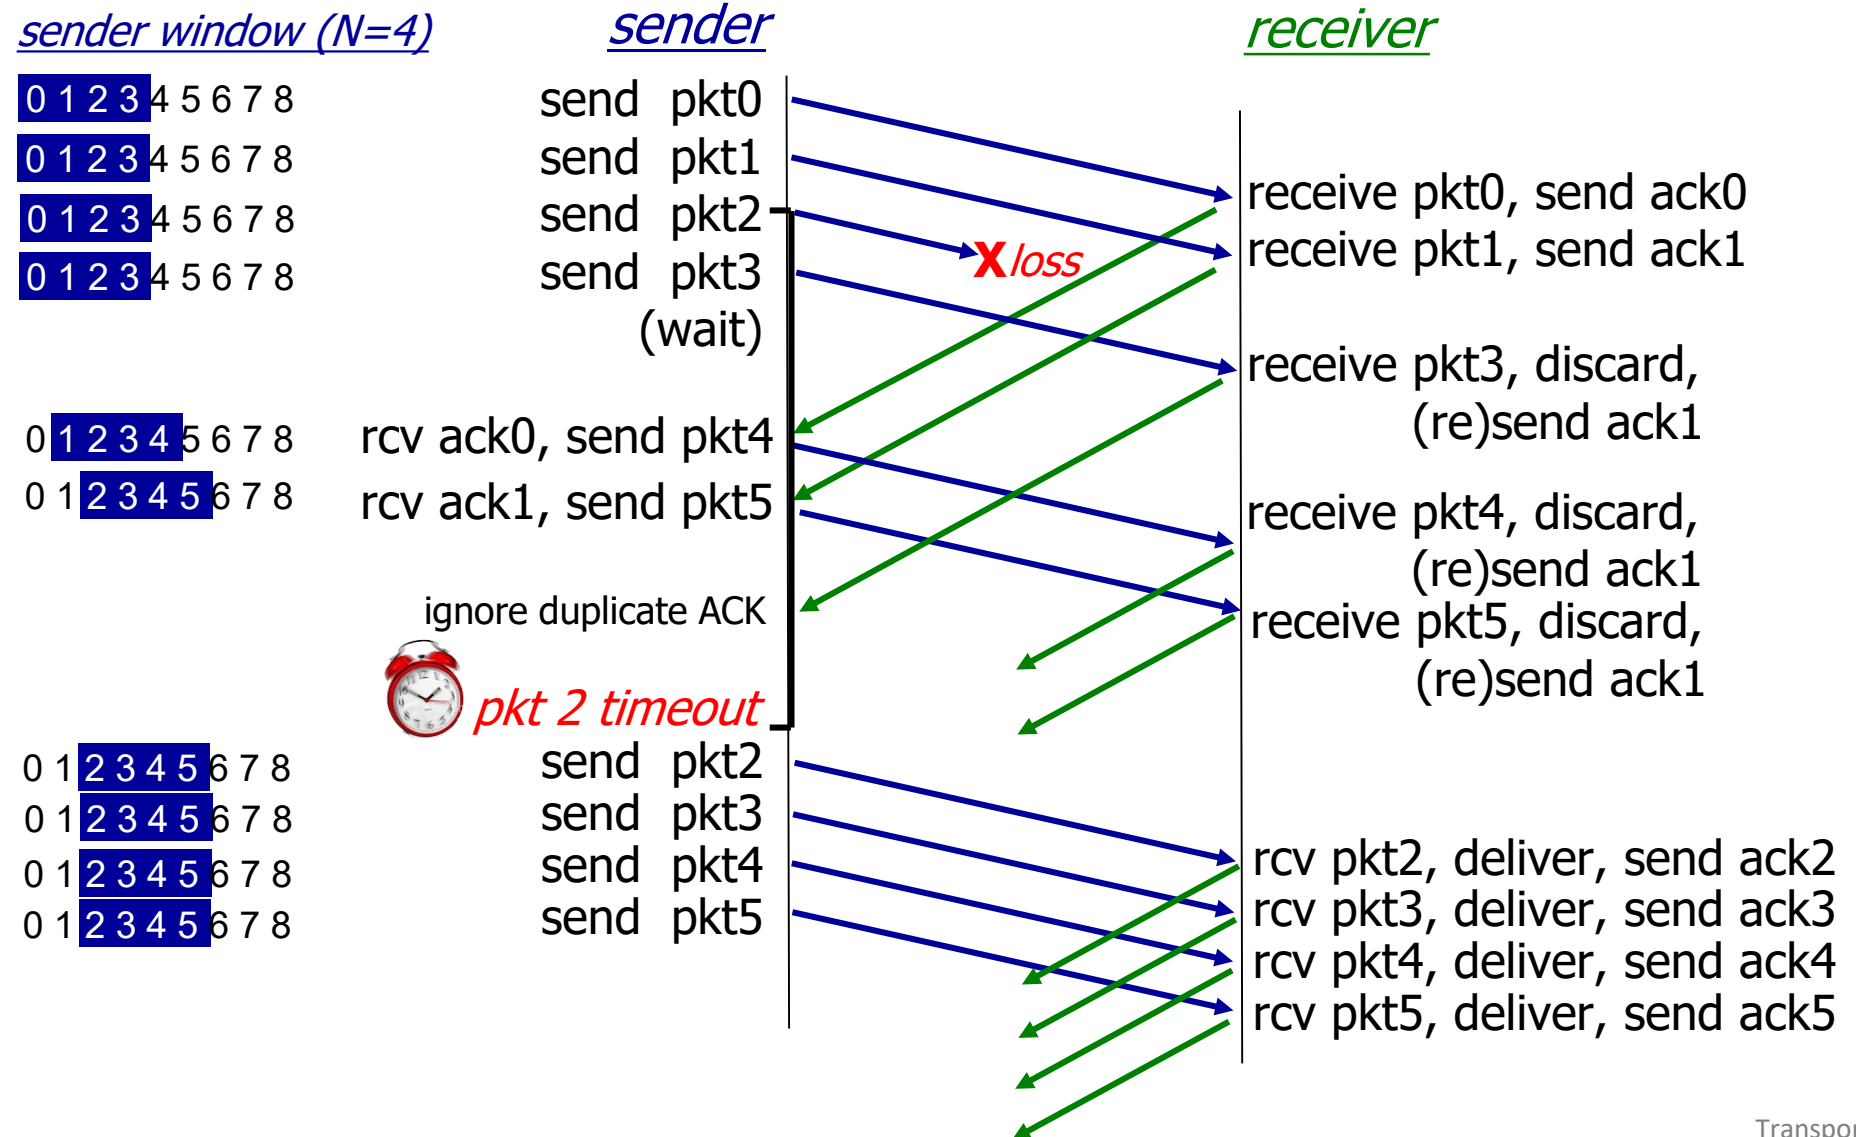 sender window (N=4) sender receiver
0 1 2 3 4 5 6 7 8 send pkt0
0 1 2 3 4 5 6 7 8 send pkt1
receive pkt0, send ack0
0 1 2 3 4 5 6 7 8 send pkt2
X loss
receive pkt1, send ack1
0 1 2 3 4 5 6 7 8 send pkt3
(wait)
receive pkt3, discard,
(re)send ack1
0 1 2 3 4 5 6 7 8 rcv ack0, send pkt4
0 1 2 3 4 5 6 7 8 rcv ack1, send pkt5
receive pkt4, discard,
(re)send ack1
ignore duplicate ACK
receive pkt5, discard,
(re)send ack1
pkt 2 timeout
0 1 2 3 4 5 6 7 8 send pkt2
0 1 2 3 4 5 6 7 8 send pkt3
0 1 2 3 4 5 6 7 8 send pkt4
0 1 2 3 4 5 6 7 8 send pkt5
rcv pkt2, deliver, send ack2
rcv pkt3, deliver, send ack3
rcv pkt4, deliver, send ack4
rcv pkt5, deliver, send ack5